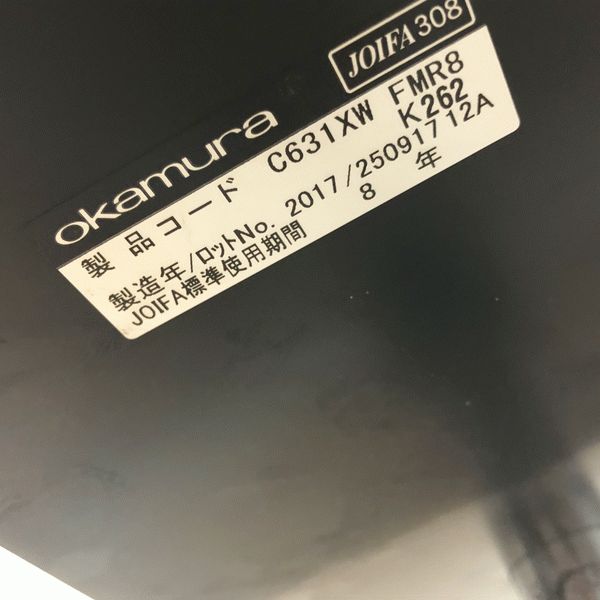 JOIFA 308
okamura
製品コード C631XW FMR8
K262
製造年/ロットNo. 2017/25091712A
JOIFA標準使用期間 8 年